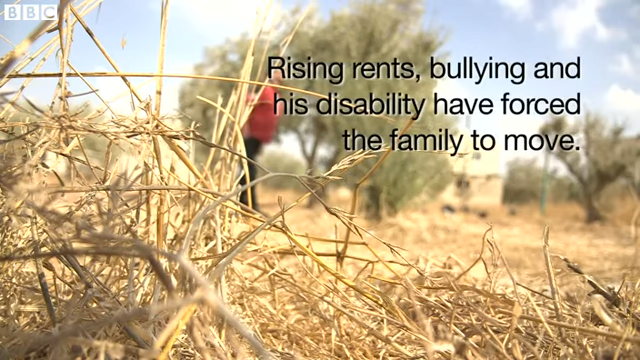 BBC
Rising rents, bullying and
his disability have forced
the family to move.